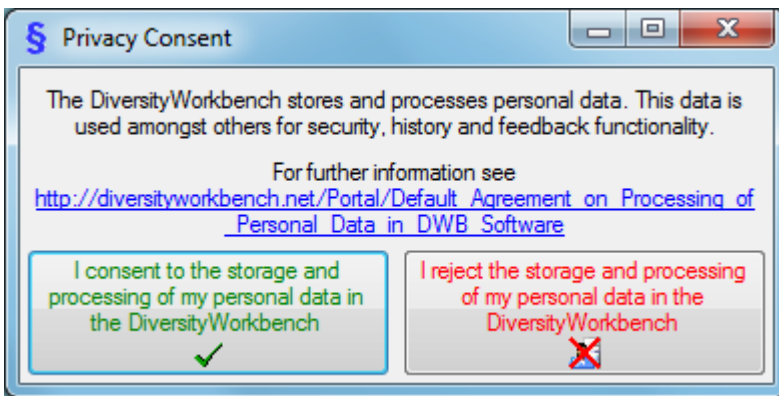 § Privacy Consent
The DiversityWorkbench stores and processes personal data. This data is
used amongst others for security, history and feedback functionality.
For further information see
http://diversityworkbench.net/Portal/Default_Agreement_on_Processing_of
_Personal_Data_in_DWB_Software
I consent to the storage and
processing of my personal data in
the DiversityWorkbench
I reject the storage and processing
of my personal data in the
DiversityWorkbench